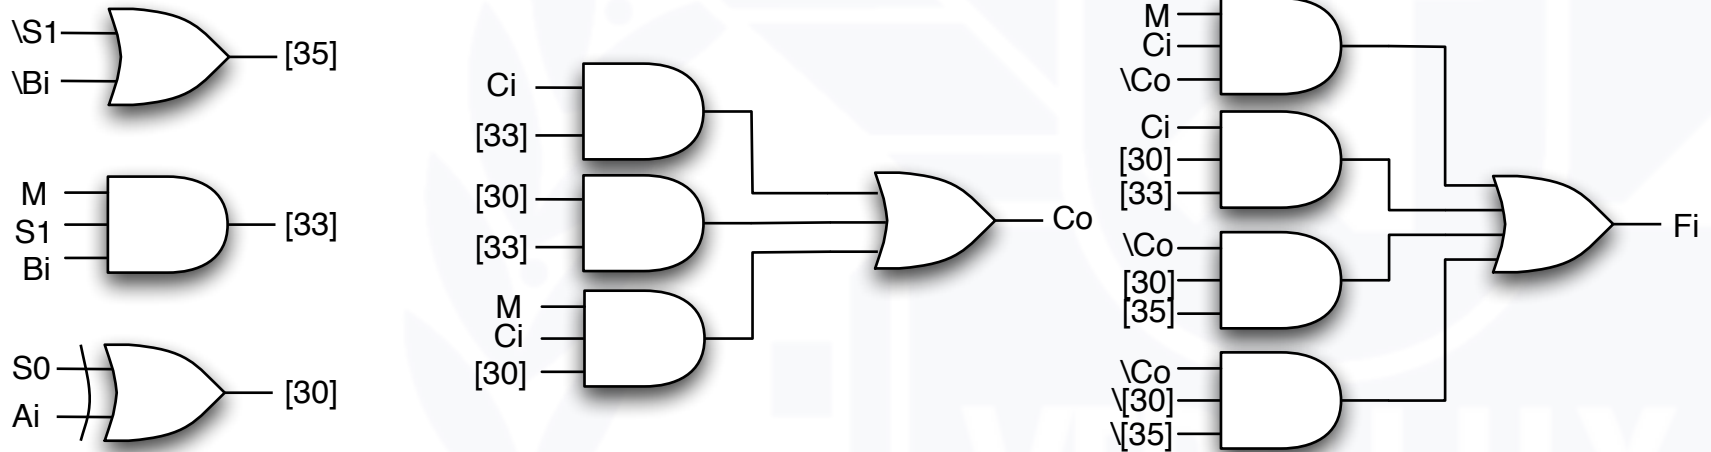 \S1
\Bi
[35]
M
S1
Bi
[33]
S0
Ai
[30]
Ci
[33]
[30]
[33]
M
Ci
[30]
Co
M
Ci
\Co
Ci
[30]
[33]
\Co
[30]
[35]
\Co
\[30]
\[35]
Fi